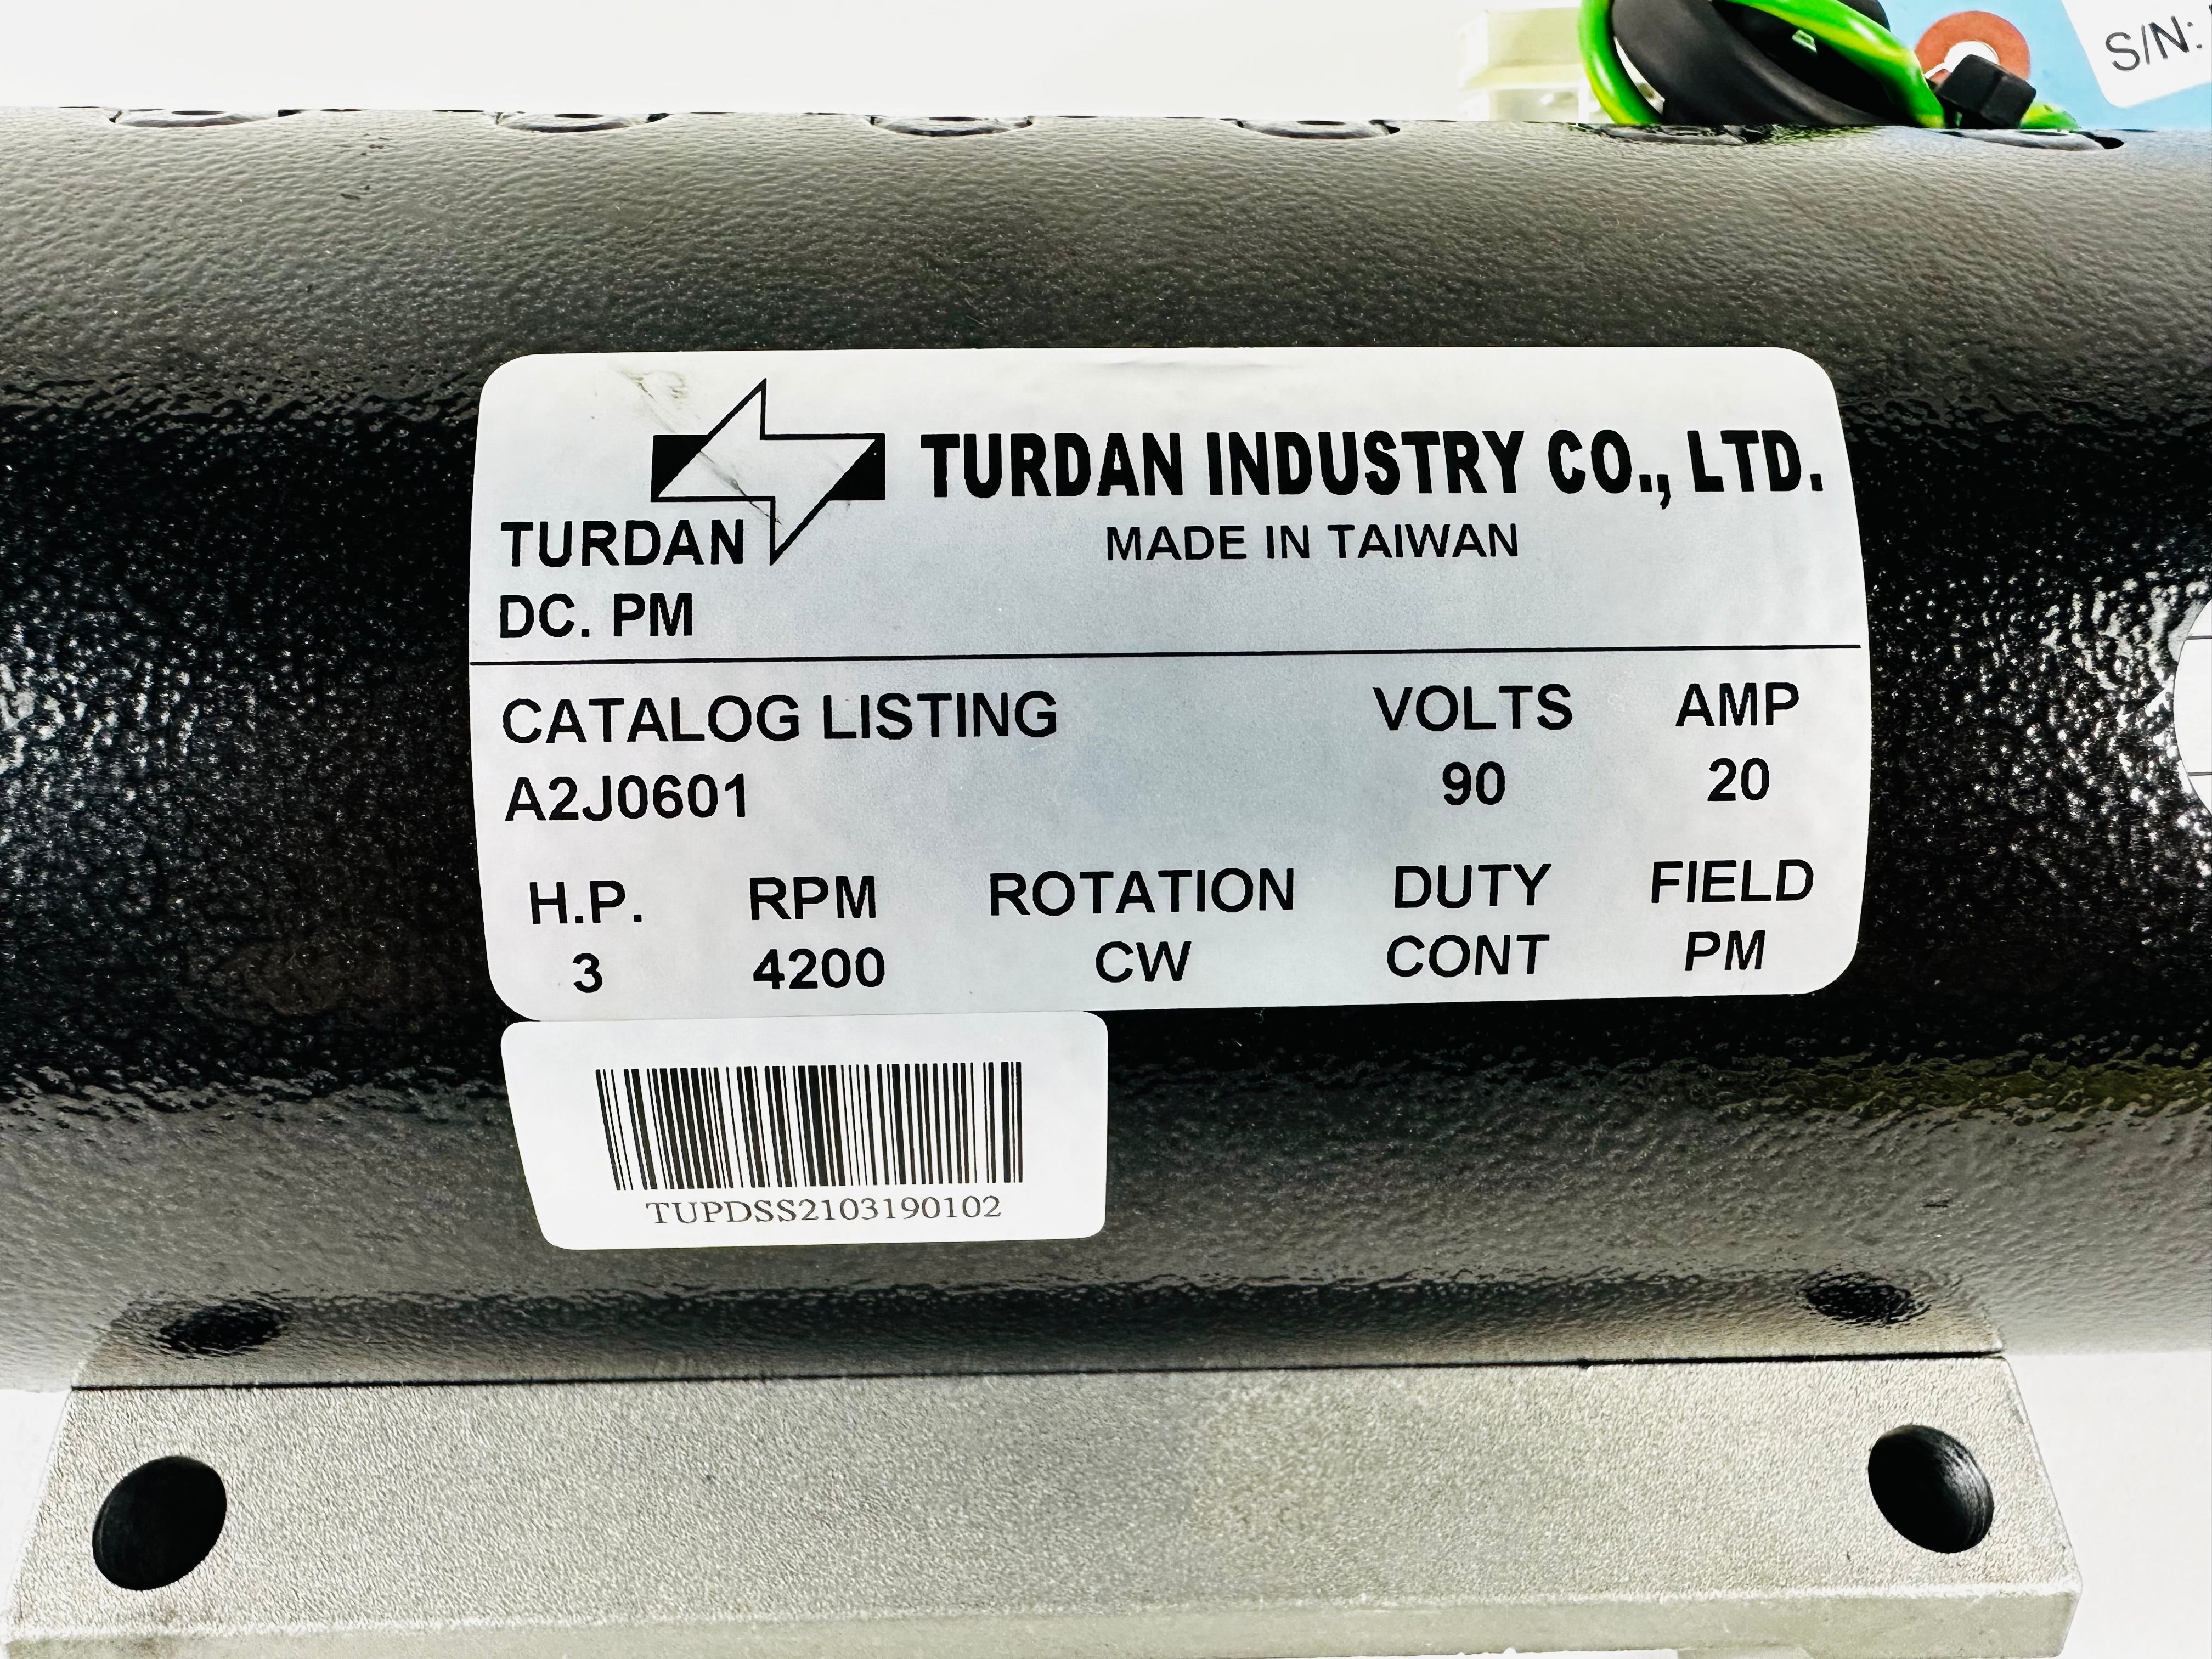 S/N:
TURDAN INDUSTRY CO., LTD.
TURDAN
MADE IN TAIWAN
DC. PM
CATALOG LISTING VOLTS AMP
A2J0601 90 20
H.P. RPM ROTATION DUTY FIELD
3 4200 CW CONT PM
TUPDSS2103190102